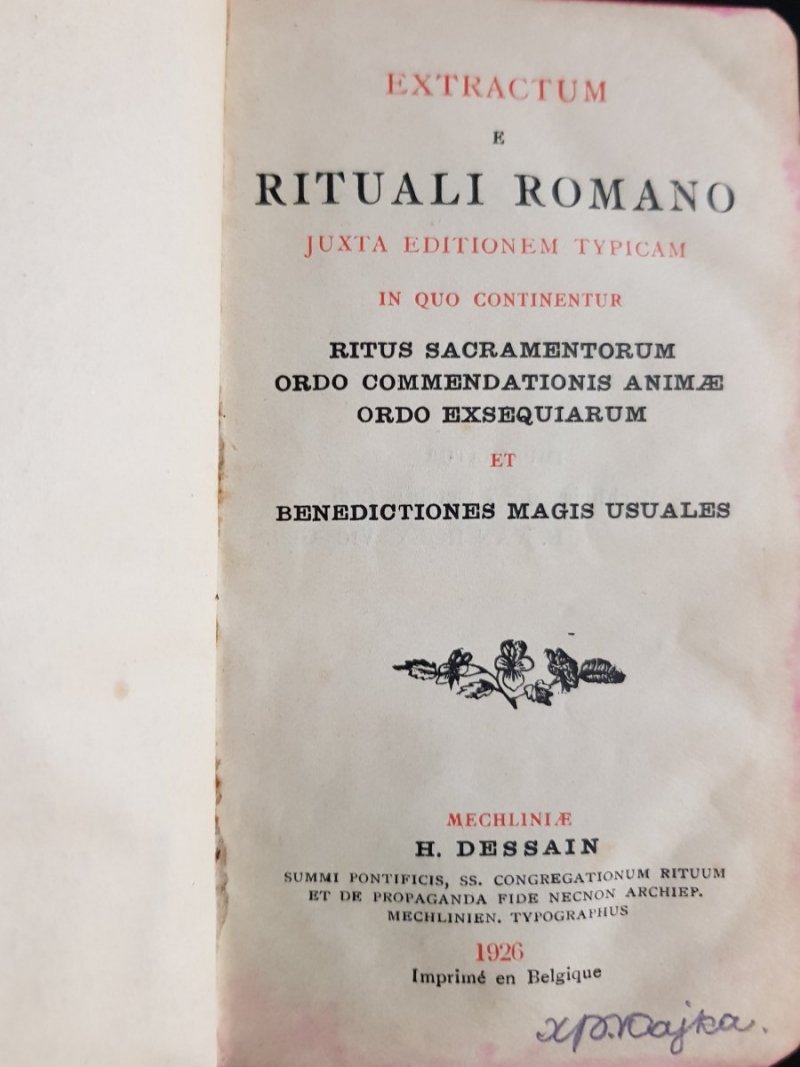 EXTRACTUM
E
RITUALI ROMANO
JUXTA EDITIONEM TYPICAM
IN QUO CONTINENTUR
RITUS SACRAMENTORUM
ORDO COMMENDATIONIS ANIMÆ
ORDO EXSEQUIARUM
ET
BENEDICTIONES MAGIS USUALES
MECHLINIÆ
H. DESSAIN
SUMMI PONTIFICIS, SS. CONGREGATIONUM RITUUM
ET DE PROPAGANDA FIDE NECNON ARCHIEP.
MECHLINIEN. TYPOGRAPHUS
1926
Imprimé en Belgique